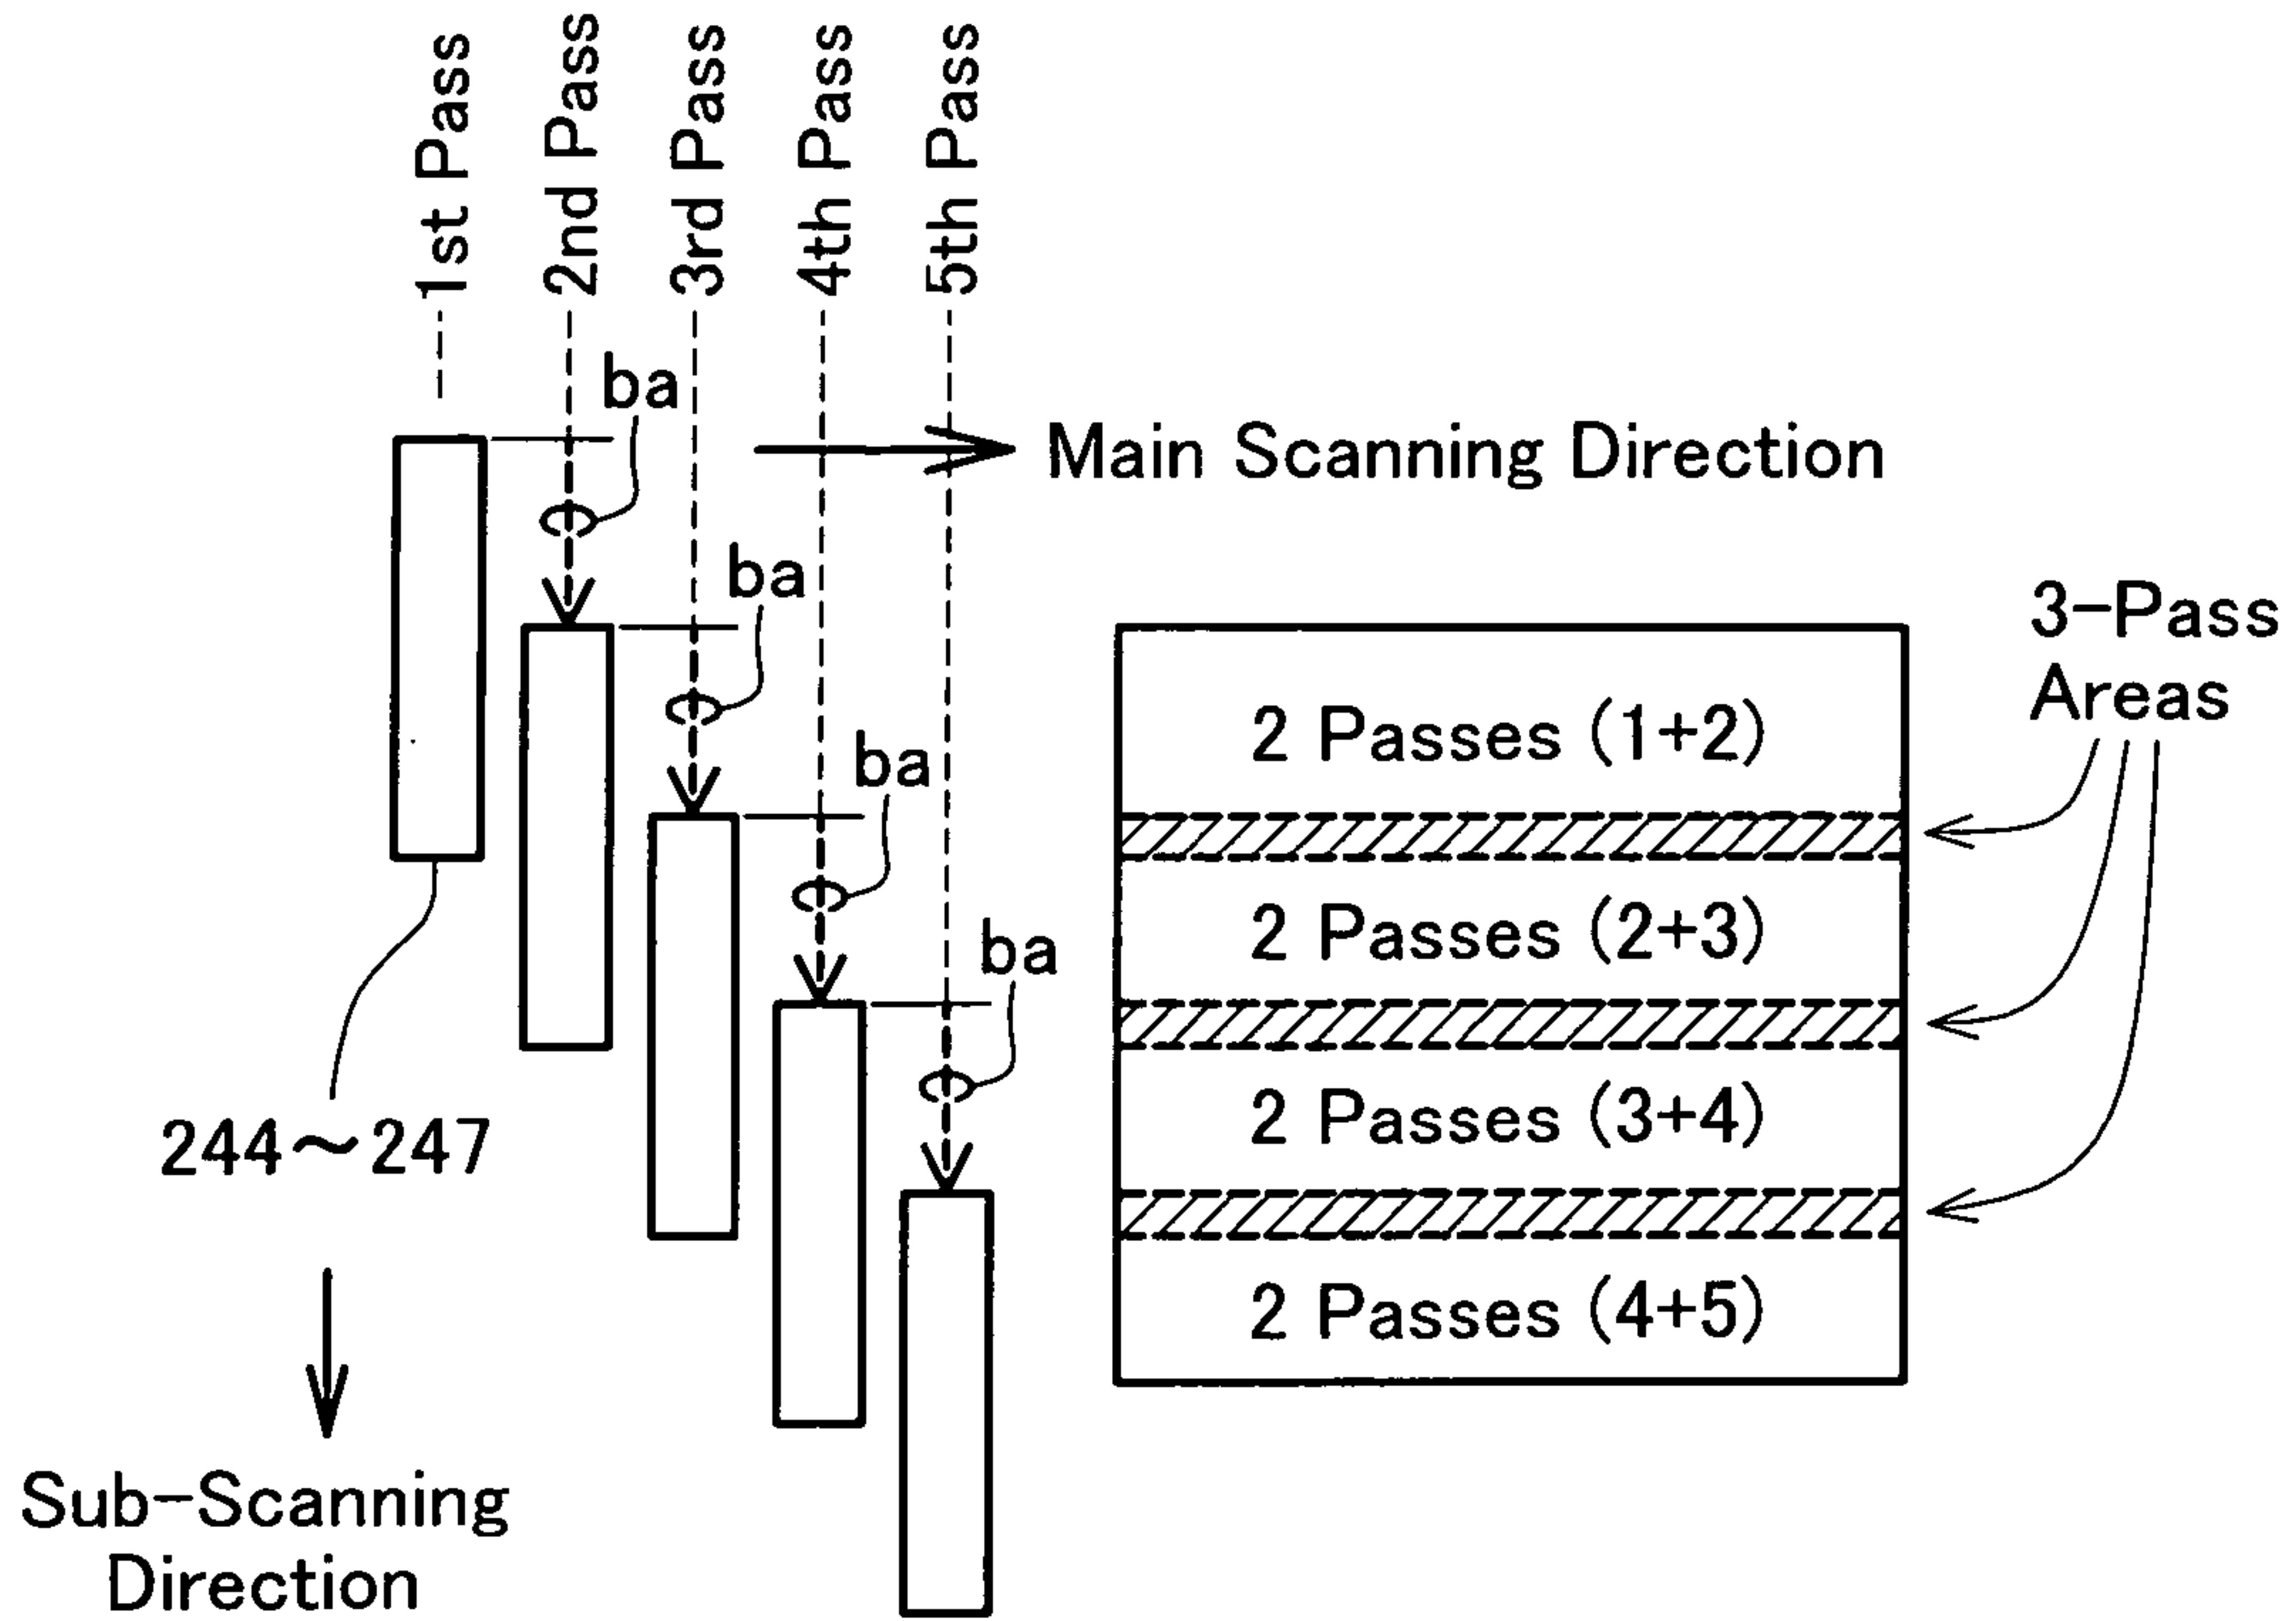 1st Pass
2nd Pass
3rd Pass
4th Pass
5th Pass
ba
Main Scanning Direction
ba
3-Pass
Areas
2 Passes (1+2)
ba
2 Passes (2+3)
ba
2 Passes (3+4)
244～247
2 Passes (4+5)
Sub-Scanning
Direction